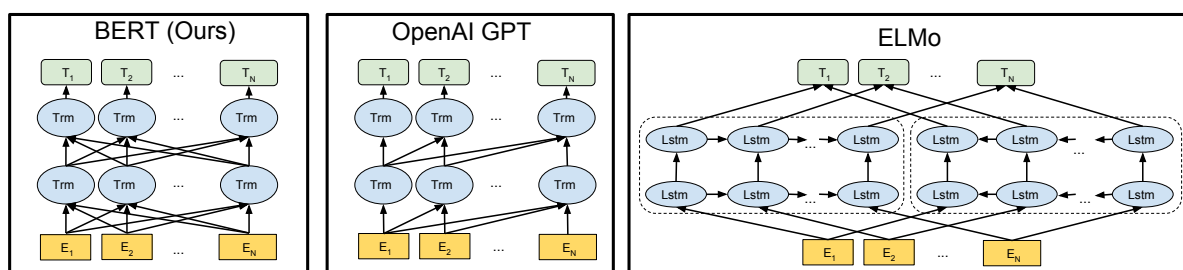 BERT (Ours)
T1 T2 ... TN
Trm Trm ... Trm
Trm Trm ... Trm
E1 E2 ... EN
OpenAI GPT
T1 T2 ... TN
Trm Trm ... Trm
Trm Trm ... Trm
E1 E2 ... EN
ELMo
T1 T2 ... TN
Lstm Lstm ... Lstm Lstm Lstm ... Lstm
Lstm Lstm ... Lstm Lstm Lstm ... Lstm
E1 E2 ... EN